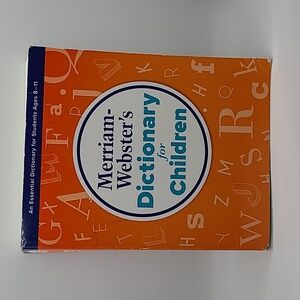 An Essential Dictionary for Students Ages 8–11
Merriam-
Webster's
Dictionary
for
Children